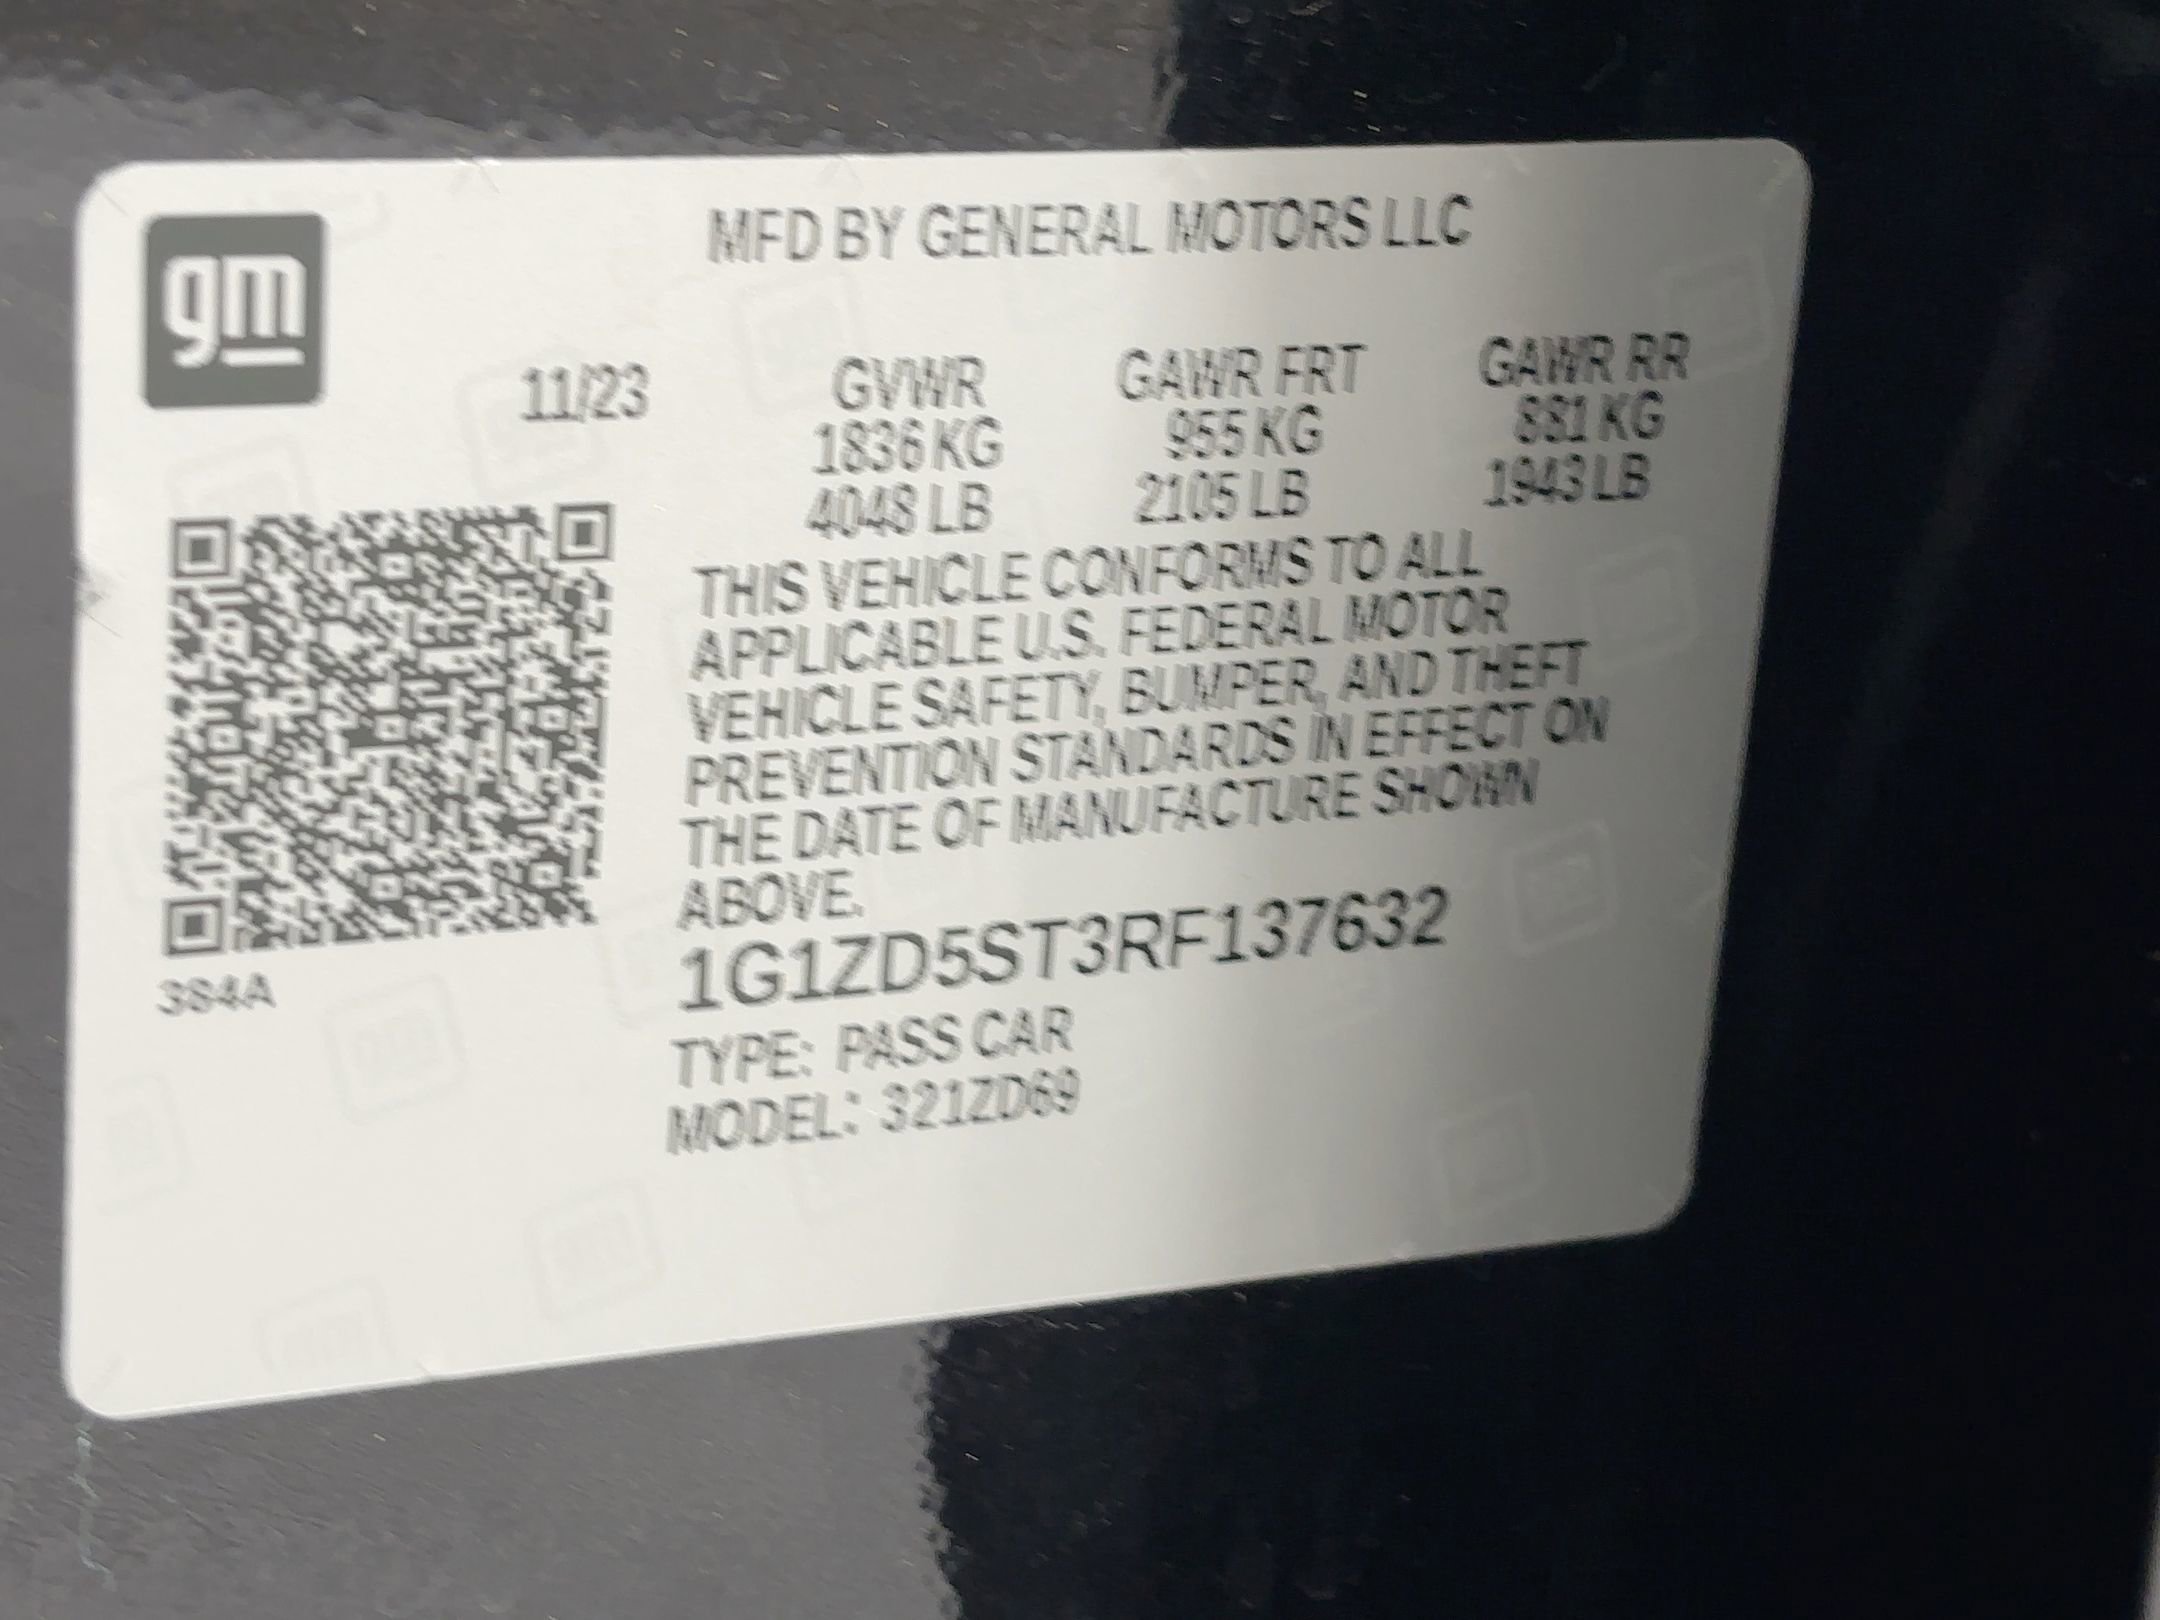 gm
MFD BY GENERAL MOTORS LLC
11/23
GVWR
1836 KG
4048 LB
GAWR FRT
955 KG
2105 LB
GAWR RR
881 KG
1943 LB
THIS VEHICLE CONFORMS TO ALL
APPLICABLE U.S. FEDERAL MOTOR
VEHICLE SAFETY, BUMPER, AND THEFT
PREVENTION STANDARDS IN EFFECT ON
THE DATE OF MANUFACTURE SHOWN
ABOVE.
1G1ZD5ST3RF137632
TYPE: PASS CAR
MODEL: 321ZD69
384A